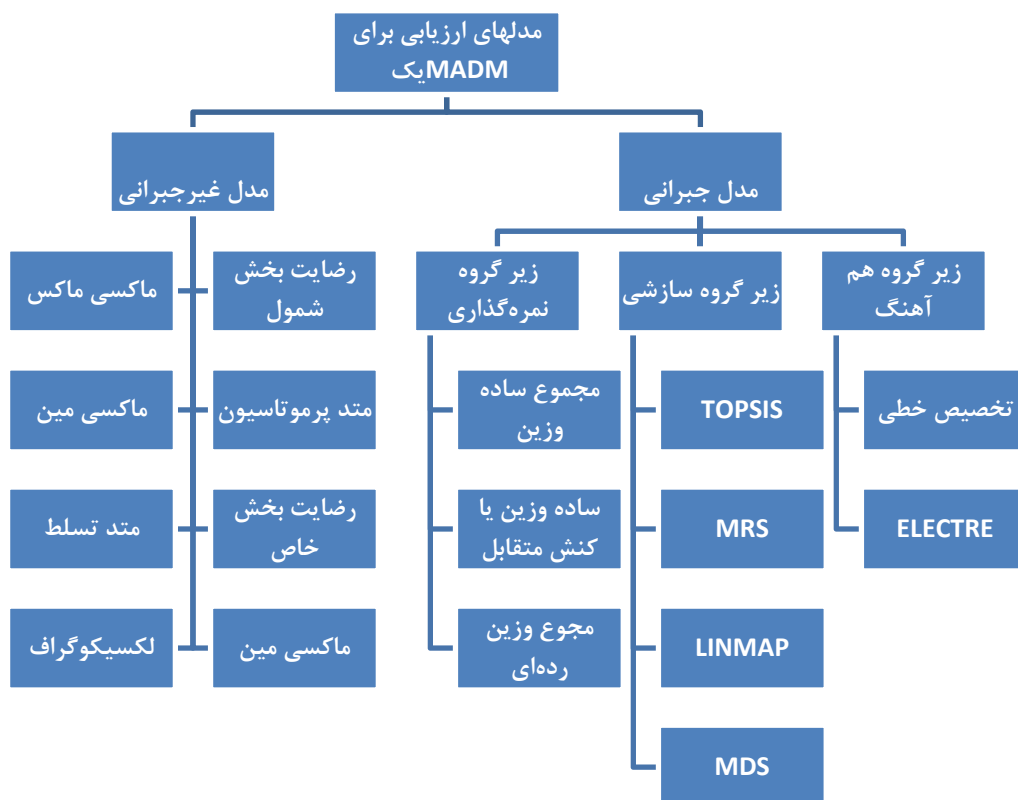 مدلهای ارزیابی برای
یک MADM
مدل جبرانی
مدل غیرجبرانی
زیر گروه هم
آهنگ
زیر گروه سازشی
زیر گروه
نمره‌گذاری
رضایت بخش
شمول
ماکسی ماکس
تخصیص خطی
TOPSIS
مجموع ساده
وزین
متد پرموتاسیون
ماکسی مین
ELECTRE
MRS
ساده وزین یا
کنش متقابل
رضایت بخش
خاص
متد تسلط
LINMAP
مجوع وزین
رده‌ای
ماکسی مین
لکسیکوگراف
MDS